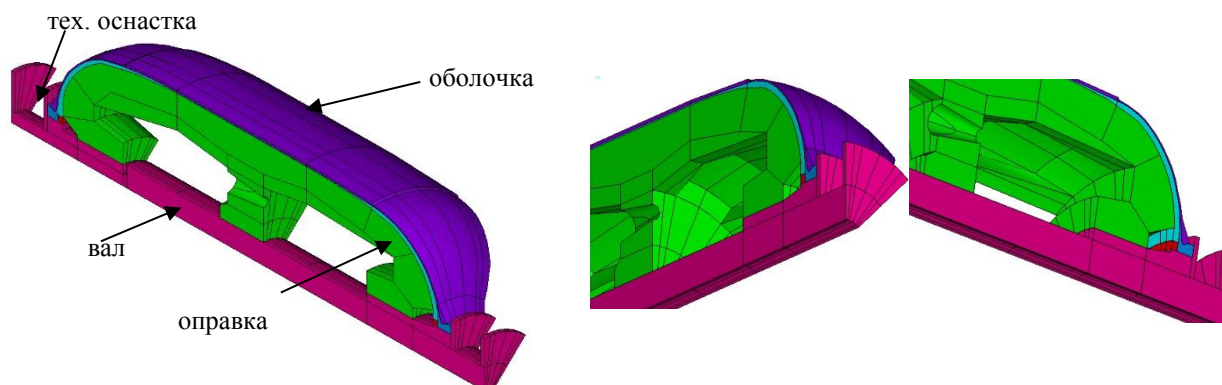 тех. оснастка
оболочка
вал
оправка